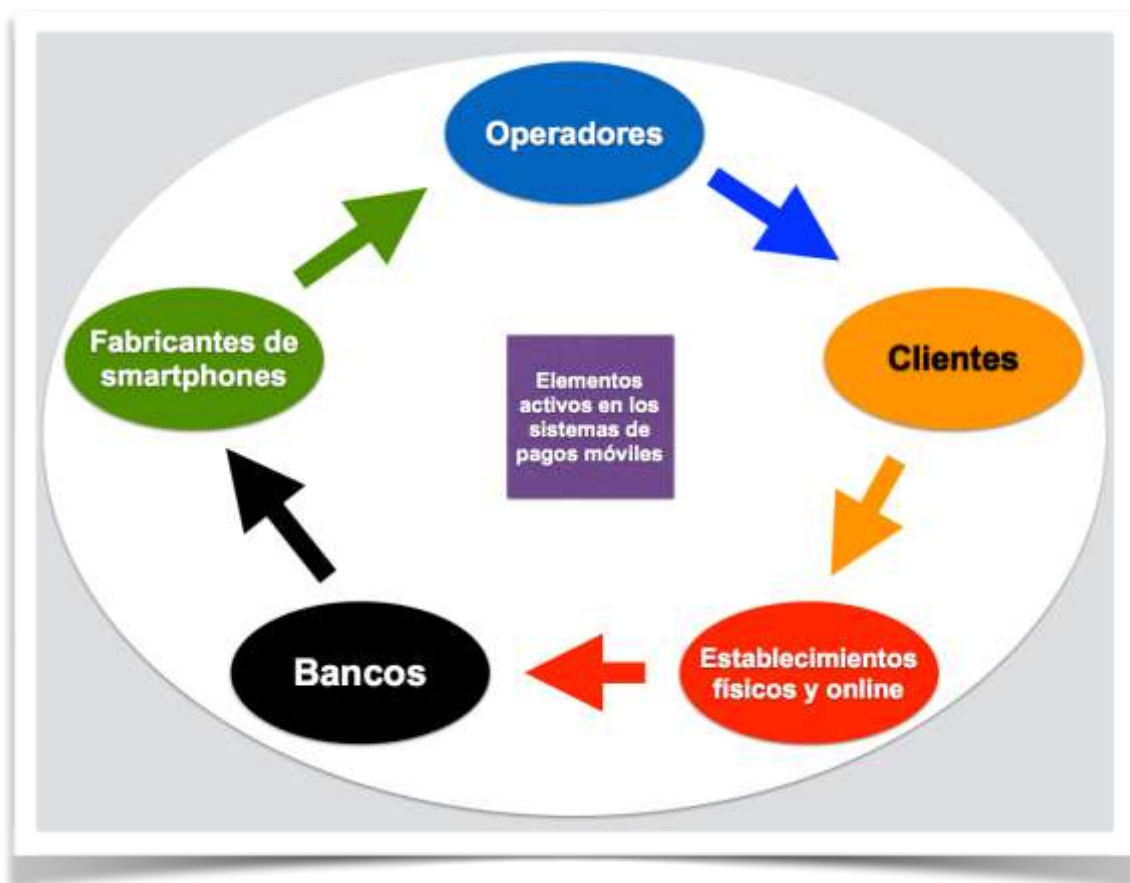 Operadores
Clientes
Establecimientos
físicos y online
Bancos
Fabricantes de
smartphones
Elementos
activos en los
sistemas de
pagos móviles